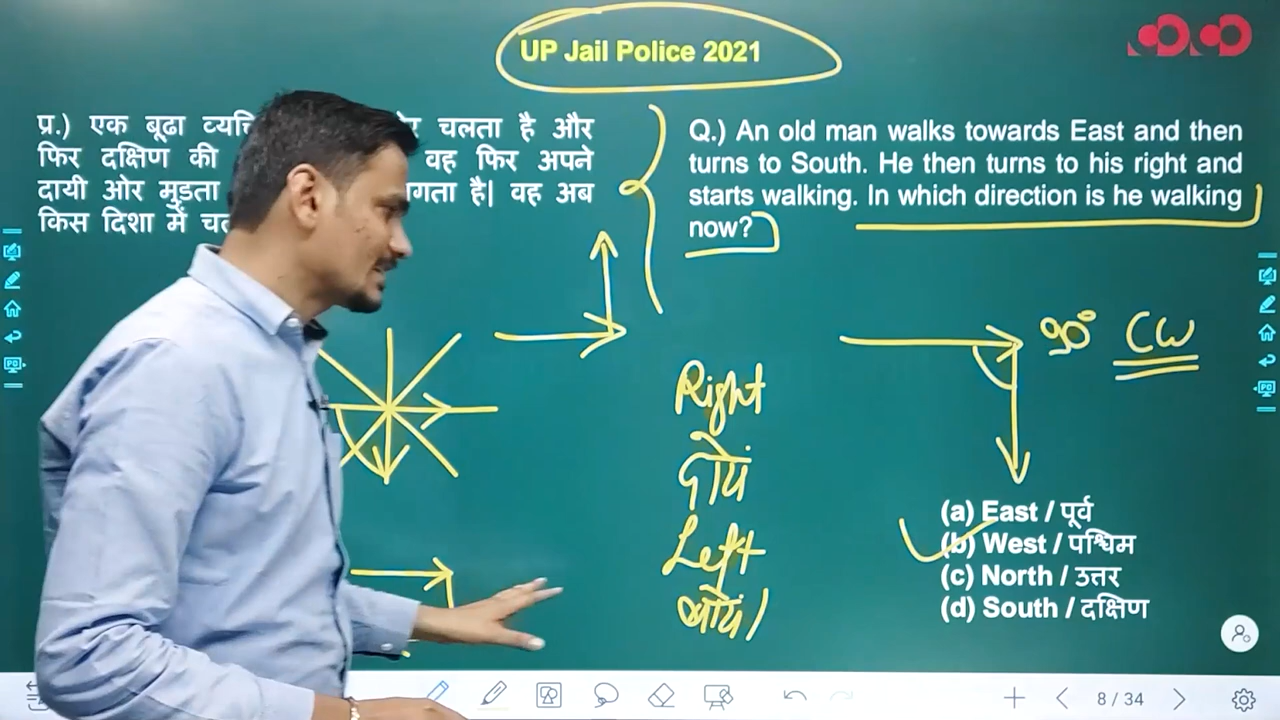 UP Jail Police 2021
प्र.) एक बूढा चलता है और
फिर दक्षिण की वह फिर अपने
दायी ओर मुड़ता लगता है| वह अब
किस दिशा में
Q.) An old man walks towards East and then
turns to South. He then turns to his right and
starts walking. In which direction is he walking
now?
90° CW
Right
दायें
Left
बायें
(a) East / पूर्व
(b) West / पश्चिम
(c) North / उत्तर
(d) South / दक्षिण
8 / 34